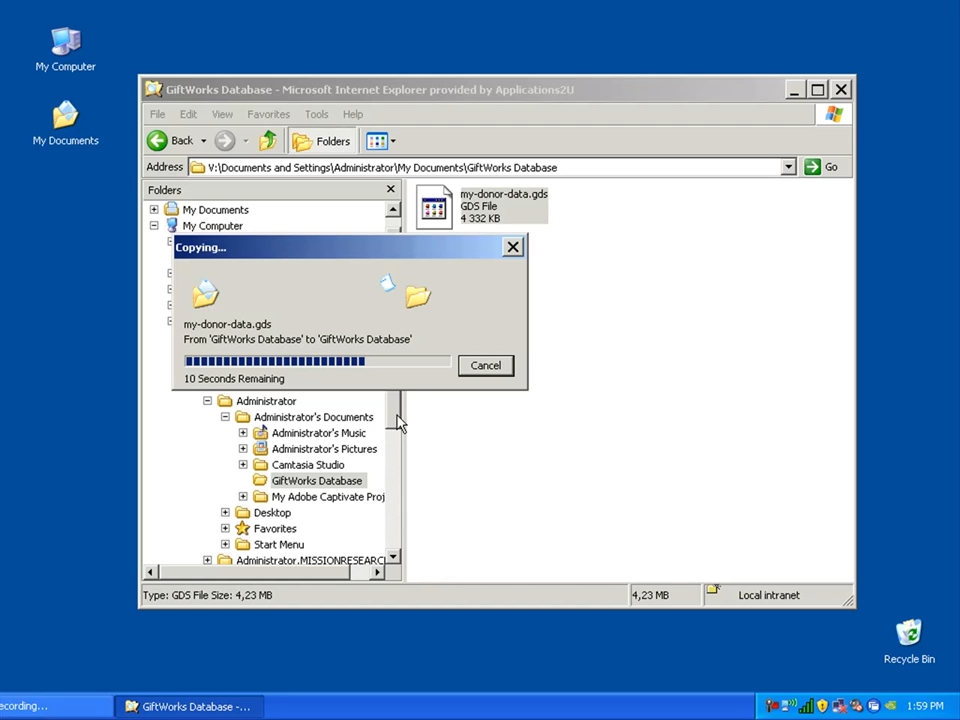 My Computer
My Documents
GiftWorks Database - Microsoft Internet Explorer provided by Applications2U
File Edit View Favorites Tools Help
Back Folders
Address V:\Documents and Settings\Administrator\My Documents\GiftWorks Database Go
Folders
my-donor-data.gds
GDS File
4 332 KB
My Documents
My Computer
Copying...
my-donor-data.gds
From 'GiftWorks Database' to 'GiftWorks Database'
Cancel
10 Seconds Remaining
Administrator
Administrator's Documents
Administrator's Music
Administrator's Pictures
Camtasia Studio
GiftWorks Database
My Adobe Captivate Proj
Desktop
Favorites
Start Menu
Administrator.MISSIONRESEARC
Type: GDS File Size: 4,23 MB 4,23 MB Local intranet
Recycle Bin
ecording... GiftWorks Database -... 1:59 PM